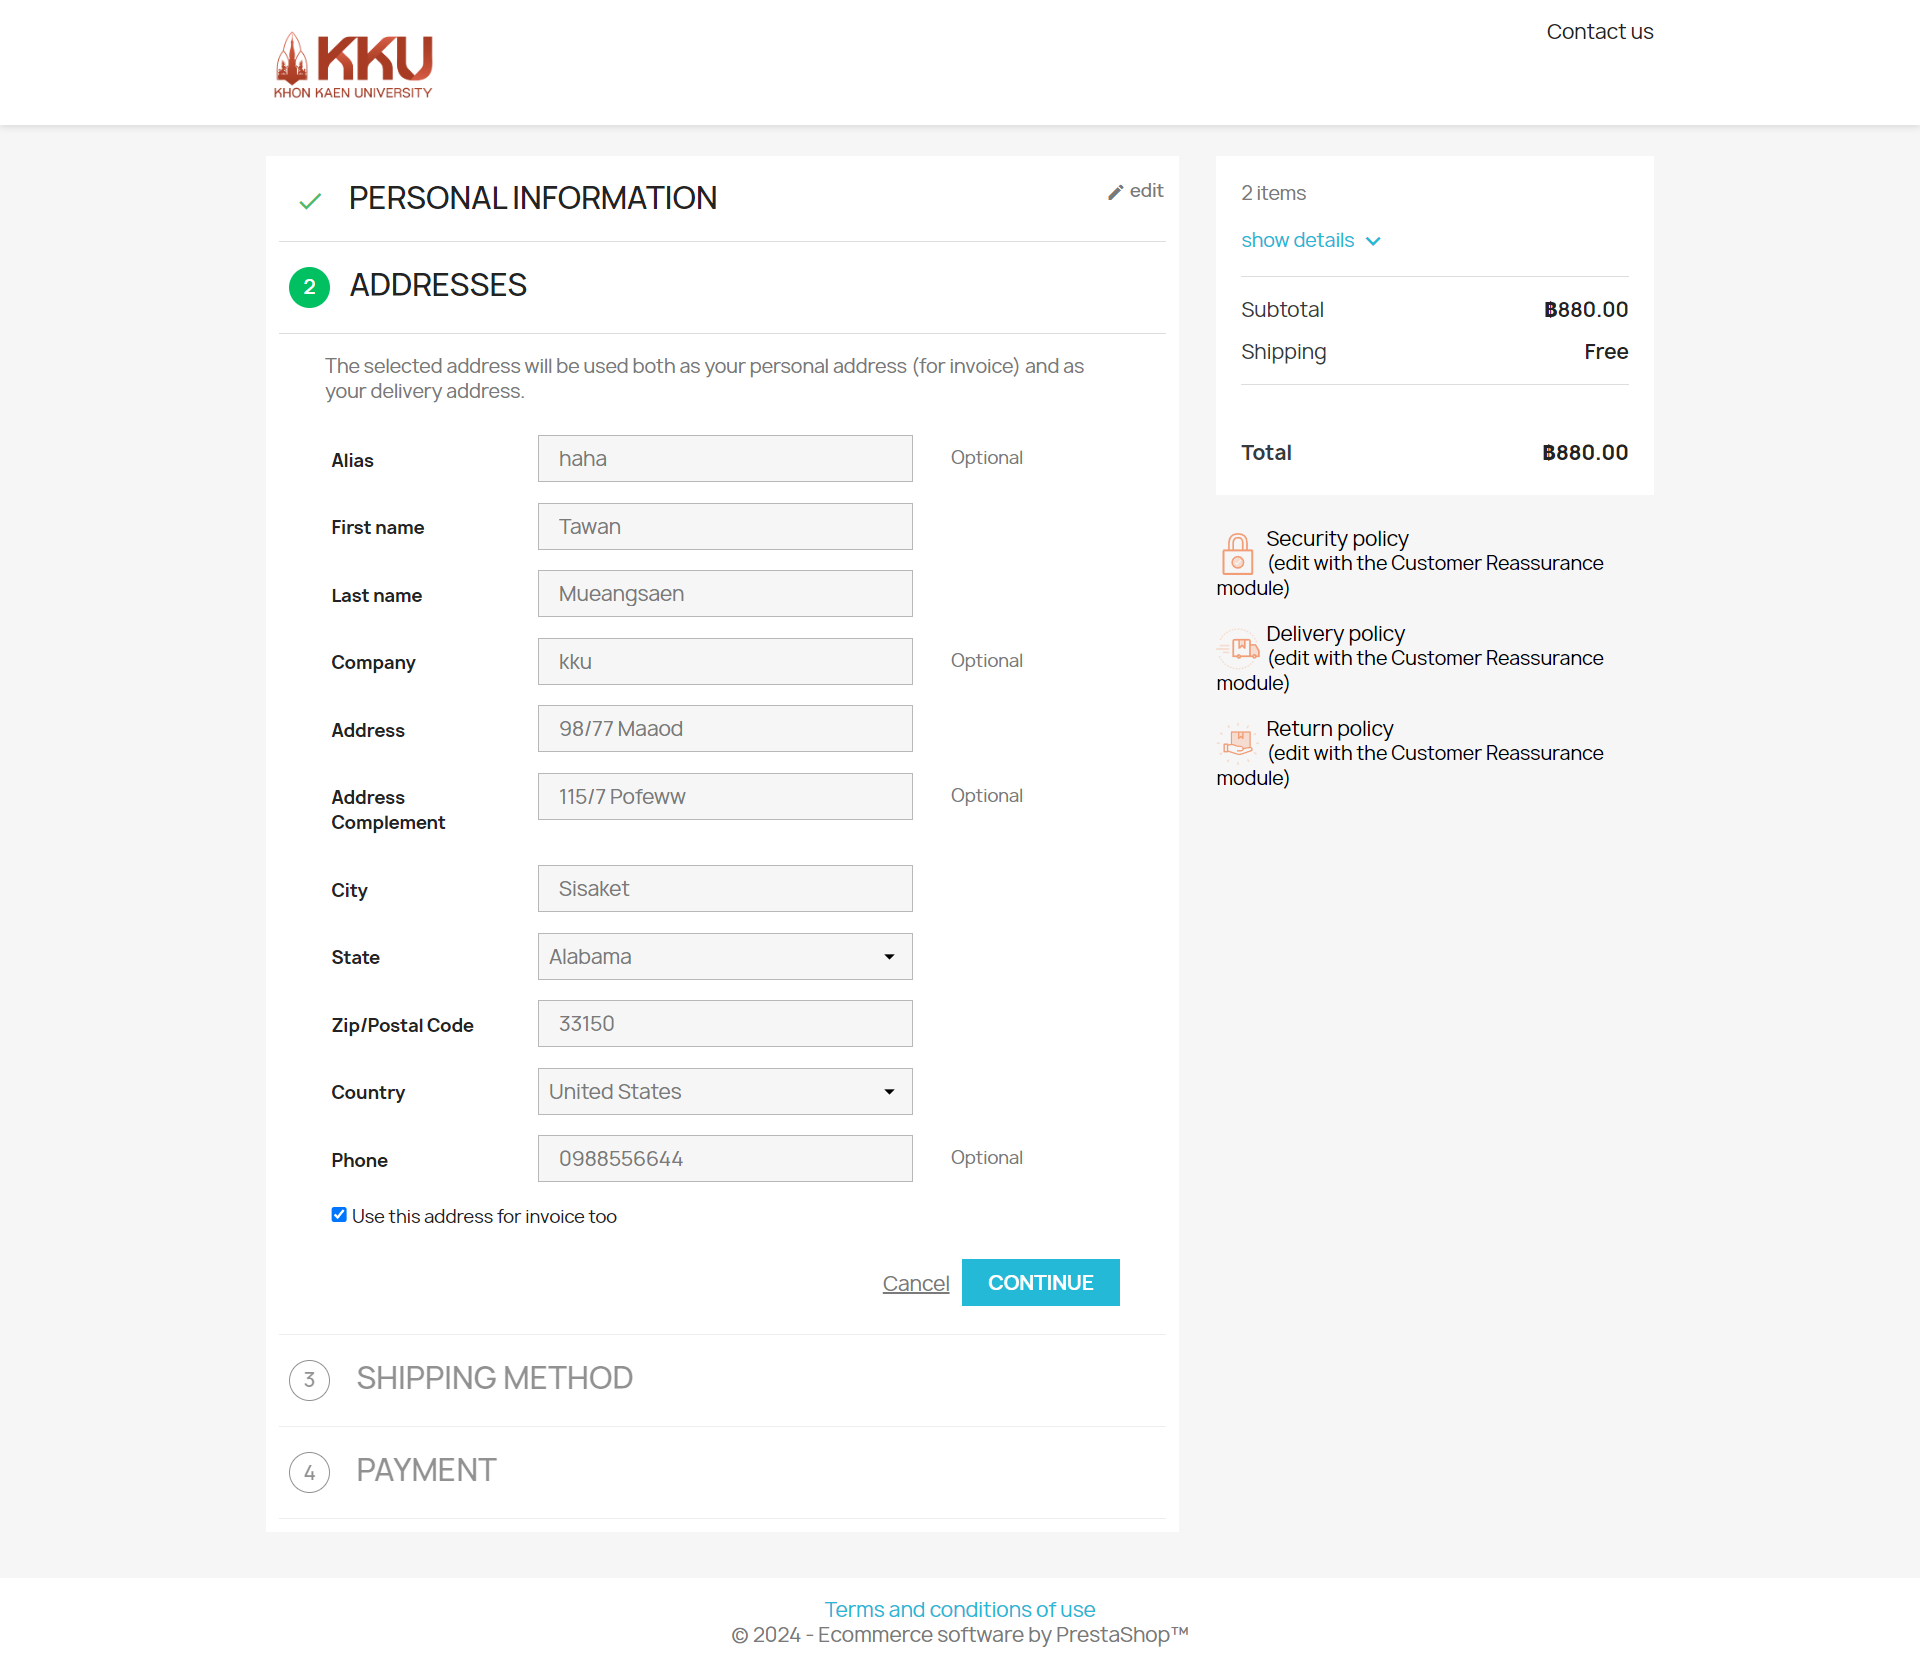 KKU
KHON KAEN UNIVERSITY
Contact us
PERSONAL INFORMATION
edit
2 ADDRESSES
The selected address will be used both as your personal address (for invoice) and as
your delivery address.
Alias haha Optional
First name Tawan
Last name Mueangsaen
Company kku Optional
Address 98/77 Maaod
Address
Complement
115/7 Pofeww Optional
City Sisaket
State Alabama
Zip/Postal Code 33150
Country United States
Phone 0988556644 Optional
Use this address for invoice too
Cancel CONTINUE
3 SHIPPING METHOD
4 PAYMENT
2 items
show details
Subtotal ฿880.00
Shipping Free
Total ฿880.00
Security policy
(edit with the Customer Reassurance
module)
Delivery policy
(edit with the Customer Reassurance
module)
Return policy
(edit with the Customer Reassurance
module)
Terms and conditions of use
© 2024 - Ecommerce software by PrestaShop™